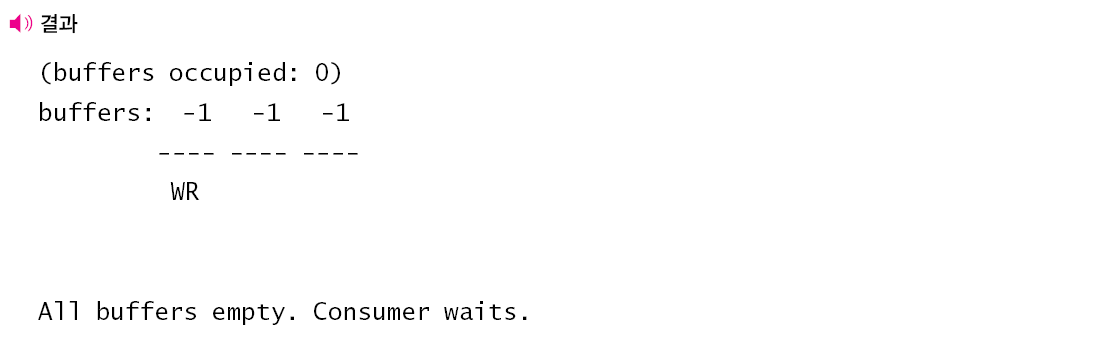 결과
(buffers occupied: 0)
buffers:  -1   -1   -1
---- ---- ----
WR
All buffers empty. Consumer waits.